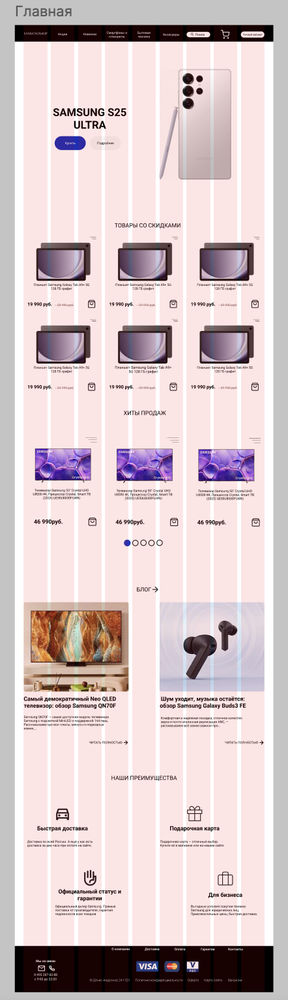 Главная
SAMSUNGSHOP
Акции
Новинки
Смартфоны и
планшеты
Бытовая
техника
Аксессуары
Поиск
Личный кабинет
SAMSUNG S25
ULTRA
Купить
Подробнее
ТОВАРЫ СО СКИДКАМИ
Планшет Samsung Galaxy Tab A9+ 5G
128 ГБ графит
Планшет Samsung Galaxy Tab A9+ 5G
128 ГБ графит
Планшет Samsung Galaxy Tab A9+ 5G
128 ГБ графит
19 990 руб. 39 990 руб.
19 990 руб. 39 990 руб.
19 990 руб. 39 990 руб.
Планшет Samsung Galaxy Tab A9+ 5G
128 ГБ графит
Планшет Samsung Galaxy Tab A9+
5G 128 ГБ графит
Планшет Samsung Galaxy Tab A9+ 5G
128 ГБ графит
19 990 руб. 39 990 руб.
19 990 руб. 39 990 руб.
19 990 руб. 39 990 руб.
ХИТЫ ПРОДАЖ
SAMSUNG
Crystal UHD
SAMSUNG
Crystal UHD
SAMSUNG
Crystal UHD
Телевизор Samsung 50" Crystal UHD
U8000 4K, Процессор Crystal, Smart TB
(2025) UE50U8000FUXRU
Телевизор Samsung 50" Crystal UHD
U8000 4K, Процессор Crystal, Smart TB
(2025) UE50U8000FUXRU
Телевизор Samsung 50" Crystal UHD
U8000 4K, Процессор Crystal, Smart TB
(2025) UE50U8000FUXRU
46 990руб.
46 990руб.
46 990руб.
БЛОГ
Самый демократичный Neo QLED
телевизор: обзор Samsung QN70F
Шум уходит, музыка остаётся:
обзор Samsung Galaxy Buds3 FE
Samsung QN70F — самая доступная модель телевизора
Samsung с подсветкой MiniLED и поддержкой 144 герц.
Рассказываем про все плюсы, минусы и подводные
камни,...
Комфортная и надёжная посадка, отличное качество
звука и почти эталонная реализация ANC, —
рассказываем всё самое важное про...
ЧИТАТЬ ПОЛНОСТЬЮ
ЧИТАТЬ ПОЛНОСТЬЮ
НАШИ ПРЕИМУЩЕСТВА
Быстрая доставка
Подарочная карта
Доставка по всей России. А ещё у нас есть
доставка за два часа при оплате на сайте.
Подарочная карта — отличный выбор.
Купите её в магазине или на нашем сайте.
Официальный статус и
гарантии
Для бизнеса
Официальный дилер Samsung. Прямые
поставки от производителя, гарантия
подлинности всех товаров
Выгодные условия покупки техники
Samsung для юридических лиц.
Привлекательные цены, быстрая доставка.
О компании
Доставка
Оплата
Гарантии
Контакты
Мы на связи
8 495 287-00-88
с 9:00 до 22:00
VISA
V
PAY
© Денис Андронов 241-321
Политика конфиденциальности
Оферта
Карта сайта
Вакансии